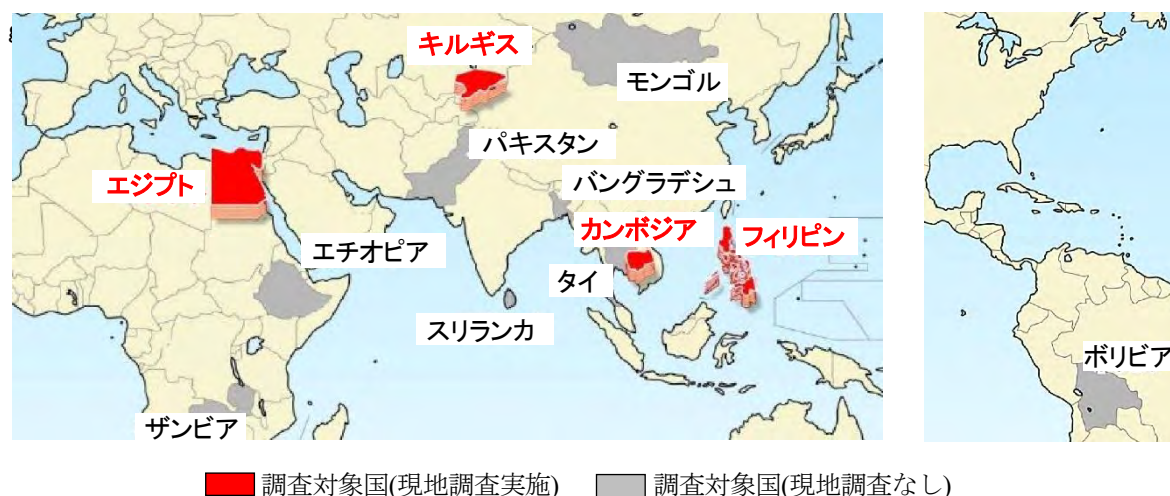 キルギス
モンゴル
パキスタン
エジプト
バングラデシュ
カンボジア
フィリピン
エチオピア
タイ
スリランカ
ボリビア
ザンビア
調査対象国(現地調査実施)
調査対象国(現地調査なし)